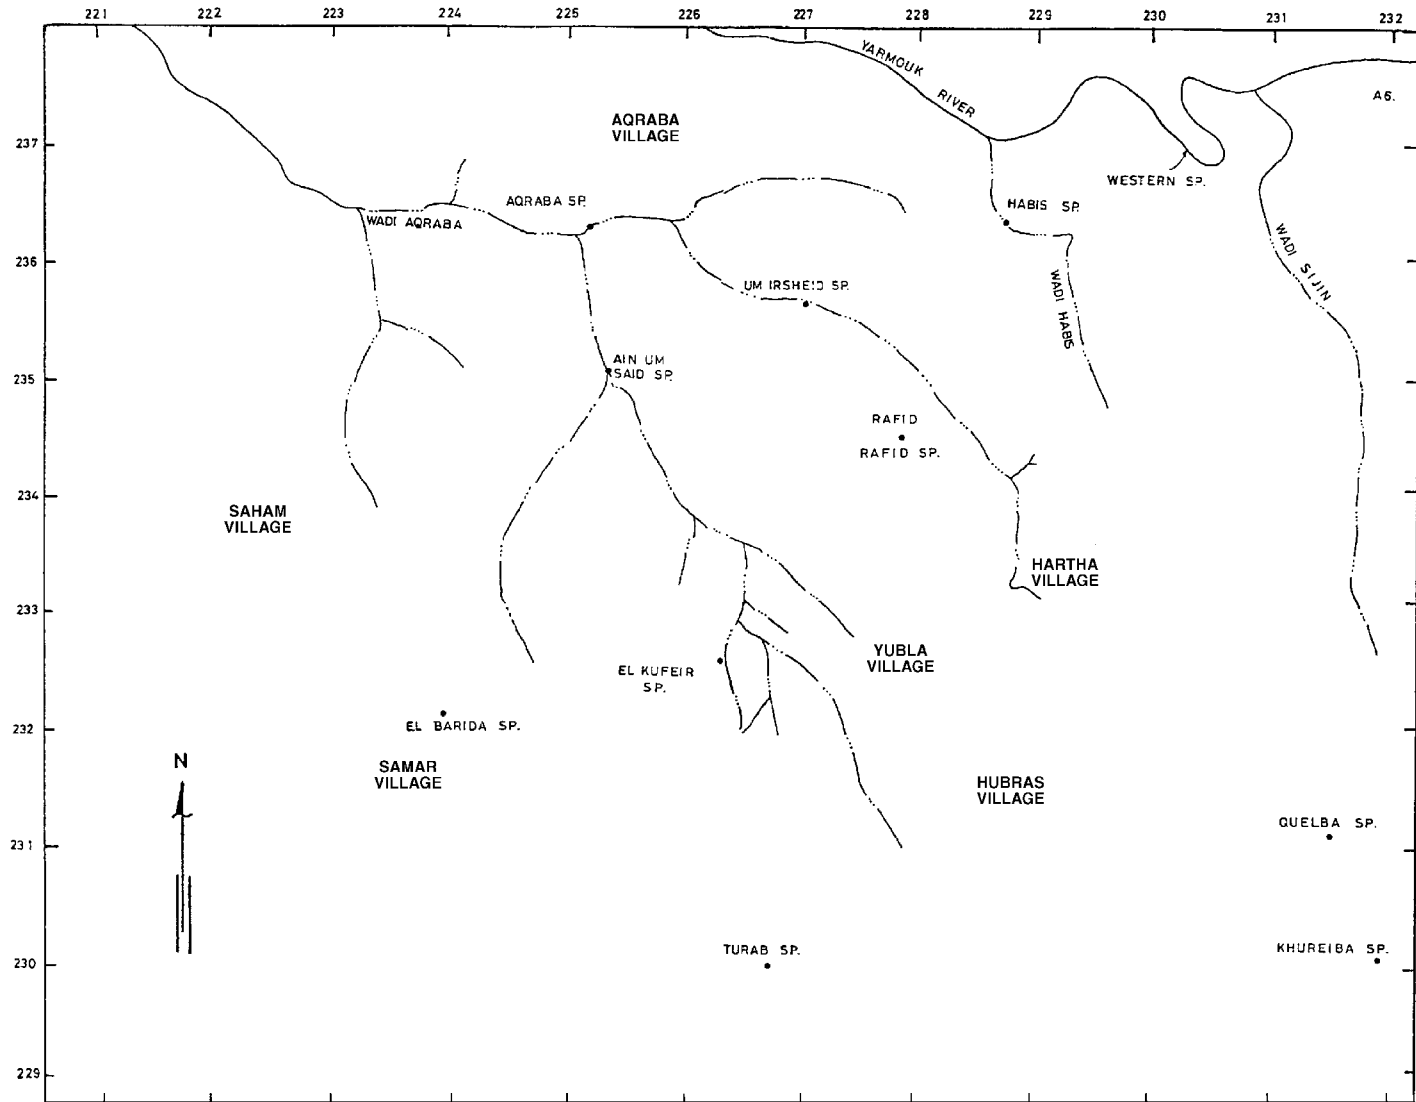 221 222 223 224 225 226 227 228 229 230 231 232
YARMOUK
RIVER
A6.
AQRABA
VILLAGE
237
WESTERN SP.
AQRABA SP.
HABIS SP.
WADI AQRABA
WADI SIJIN
236
UM IRSHEID SP.
WADI HABIS
AIN UM
SAID SP.
235
RAFID
RAFID SP.
234
SAHAM
VILLAGE
HARTHA
VILLAGE
233
YUBLA
VILLAGE
EL KUFEIR
SP.
EL BARIDA SP.
232
N
SAMAR
VILLAGE
HUBRAS
VILLAGE
QUELBA SP.
231
TURAB SP.
KHUREIBA SP.
230
229